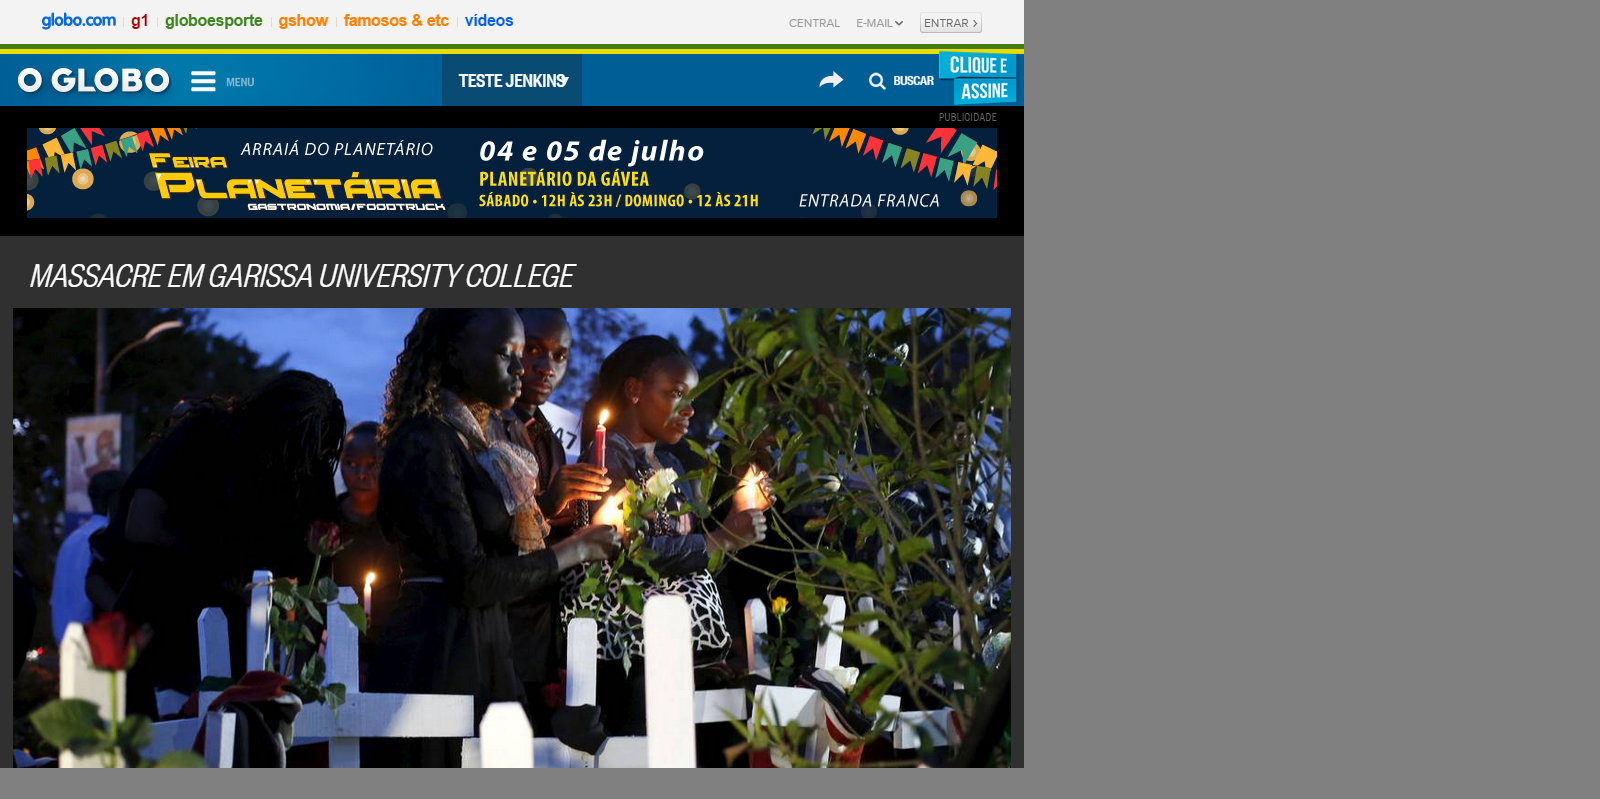 globo.com g1 globoesporte gshow famosos & etc vídeos CENTRAL E-MAIL ENTRAR
O GLOBO MENU TESTE JENKINS BUSCAR CLIQUE E
ASSINE
PUBLICIDADE
ARRAIÁ DO PLANETÁRIO
FEIRA
PLANETÁRIA
GASTRONOMIA/FOODTRUCK
04 e 05 de julho
PLANETÁRIO DA GÁVEA
SÁBADO • 12H ÀS 23H / DOMINGO • 12 ÀS 21H
ENTRADA FRANCA
MASSACRE EM GARISSA UNIVERSITY COLLEGE
47